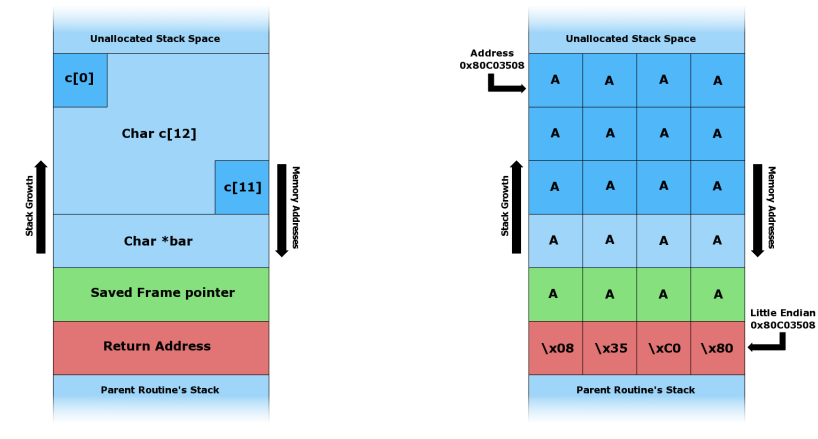 Unallocated Stack Space
c[0]
Char c[12]
c[11]
Stack Growth
Memory Addresses
Char *bar
Saved Frame pointer
Return Address
Parent Routine's Stack
Unallocated Stack Space
Address
0x80C03508
A A A A
A A A A
A A A A
Stack Growth
Memory Addresses
A A A A
A A A A
Little Endian
0x80C03508
\x08 \x35 \xC0 \x80
Parent Routine's Stack